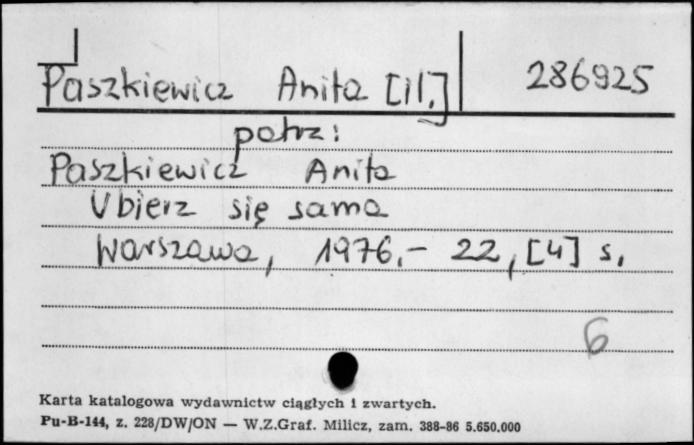 Paszkiewicz Anita [il.] 286925
patrz:
Paszkiewicz Anita
Ubierz się sama
Warszawa, 1976.- 22, [4] s.
6
Karta katalogowa wydawnictw ciągłych i zwartych.
Pu-B-144, z. 228/DW/ON — W.Z.Graf. Milicz, zam. 388-86 5.650.000